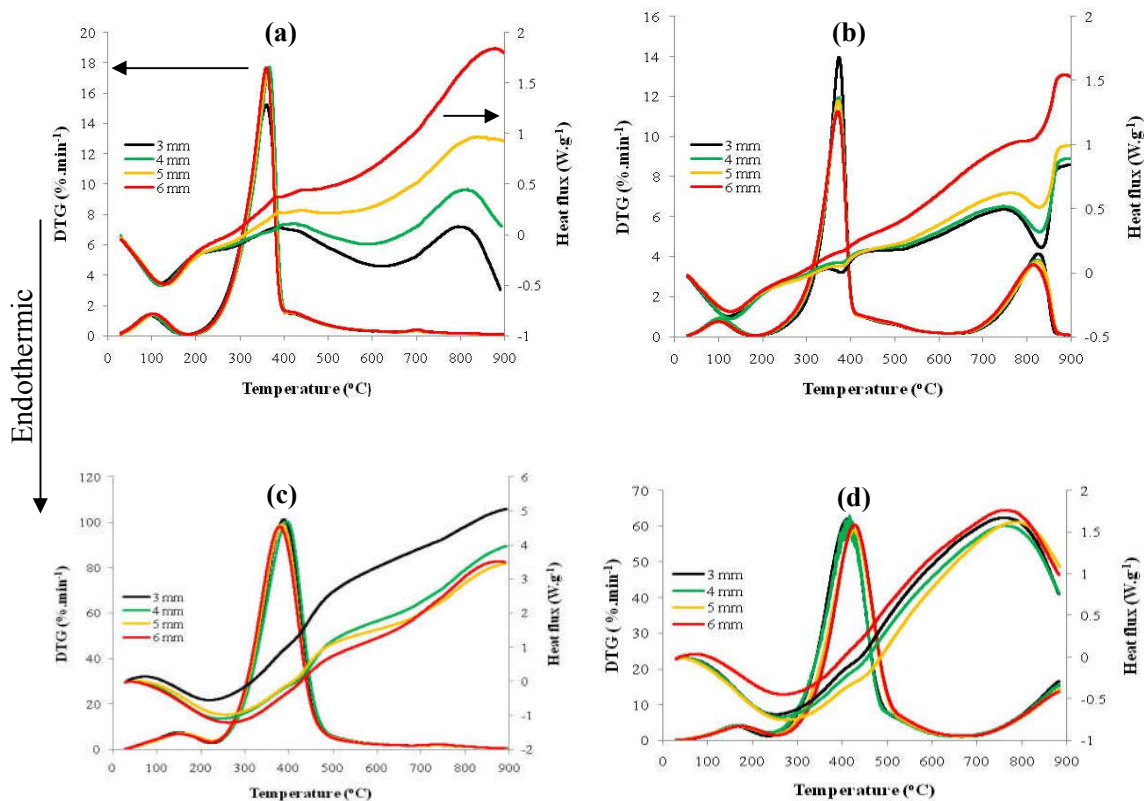 (a)
20
18
16
14
12
10
8
6
4
2
0
DTG (%.min⁻¹)
3 mm
4 mm
5 mm
6 mm
2
1.5
1
0.5
0
-0.5
-1
Heat flux (W.g⁻¹)
0 100 200 300 400 500 600 700 800 900
Temperature (°C)
(b)
16
14
12
10
8
6
4
2
0
DTG (%.min⁻¹)
3 mm
4 mm
5 mm
6 mm
2
1.5
1
0.5
0
-0.5
Heat flux (W.g⁻¹)
0 100 200 300 400 500 600 700 800 900
Temperature (°C)
Endothermic
(c)
120
100
80
60
40
20
0
DTG (%.min⁻¹)
3 mm
4 mm
5 mm
6 mm
6
5
4
3
2
1
0
-1
-2
Heat flux (W.g⁻¹)
0 100 200 300 400 500 600 700 800 900
Temperature (°C)
(d)
70
60
50
40
30
20
10
0
DTG ( %.min⁻¹)
3 mm
4 mm
5 mm
6 mm
2
1.5
1
0.5
0
-0.5
-1
Heat flux (W.g⁻¹)
0 100 200 300 400 500 600 700 800 900
Temperature (°C)